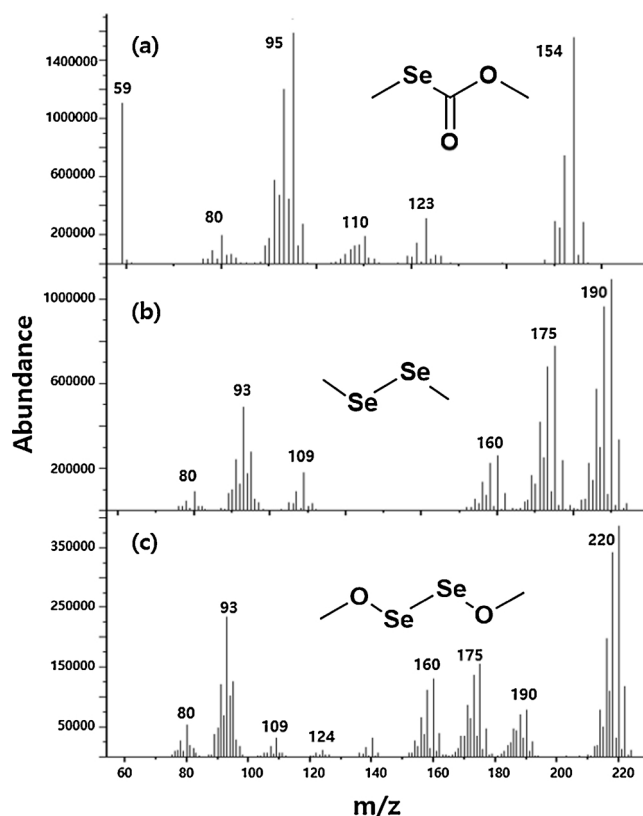 (a)
1400000
1000000
600000
200000
59
80
95
110
123
154
Se
O
O
(b)
1000000
600000
200000
80
93
109
160
175
190
Se
Se
(c)
350000
250000
150000
50000
80
93
109
124
160
175
190
220
O
Se
Se
O
60
80
100
120
140
160
180
200
220
Abundance
m/z